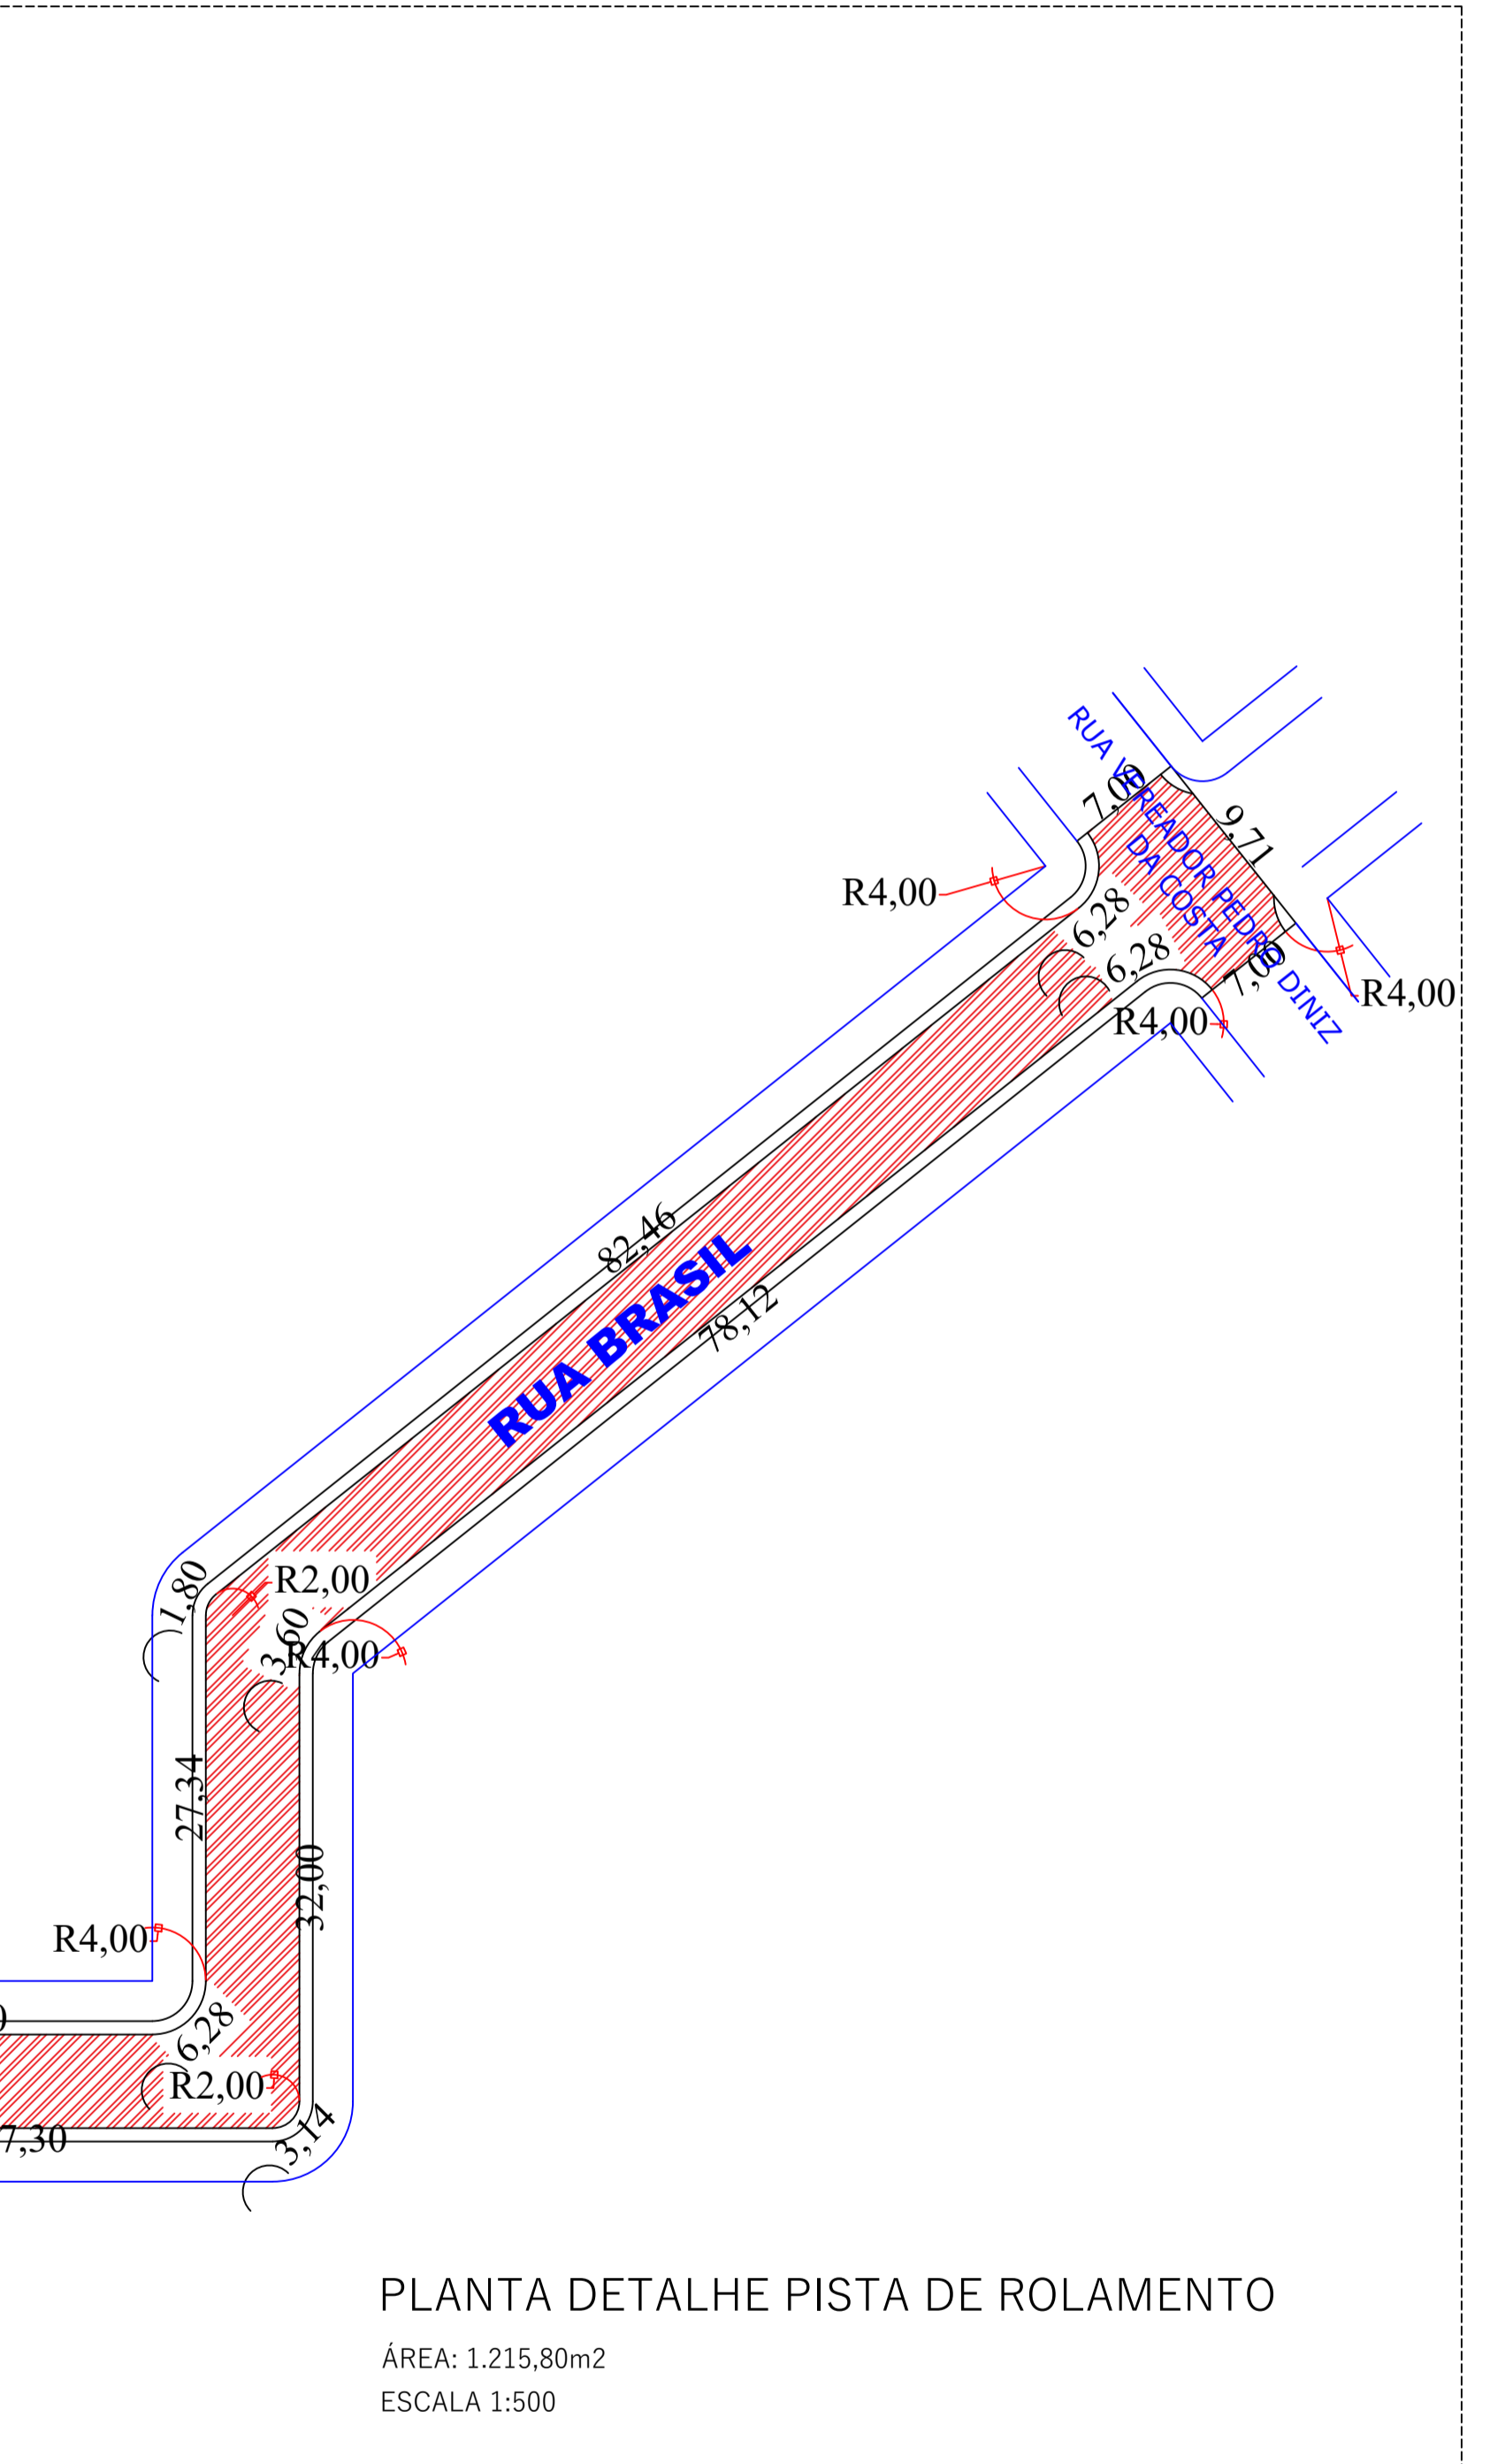 RUA VEREADOR PEDRO DINIZ
DA COSTA
7,00
9,71
R4,00
6,28
6,28
7,00
R4,00
R4,00
82,46
RUA BRASIL
78,12
1,80
R2,00
3,60
R4,00
27,34
32,00
R4,00
0
6,28
R2,00
7,30
3,14
PLANTA DETALHE PISTA DE ROLAMENTO
ÁREA: 1.215,80m2
ESCALA 1:500